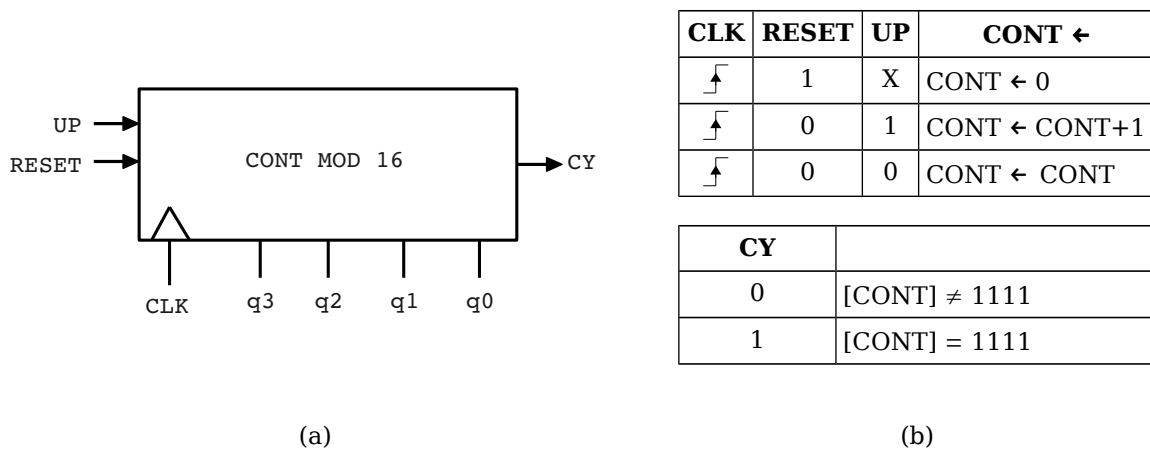 UP
RESET
CONT MOD 16
CY
CLK q3 q2 q1 q0
(a)
CLK RESET UP CONT ←
1 X CONT ← 0
0 1 CONT ← CONT+1
0 0 CONT ← CONT
CY
0 [CONT] ≠ 1111
1 [CONT] = 1111
(b)